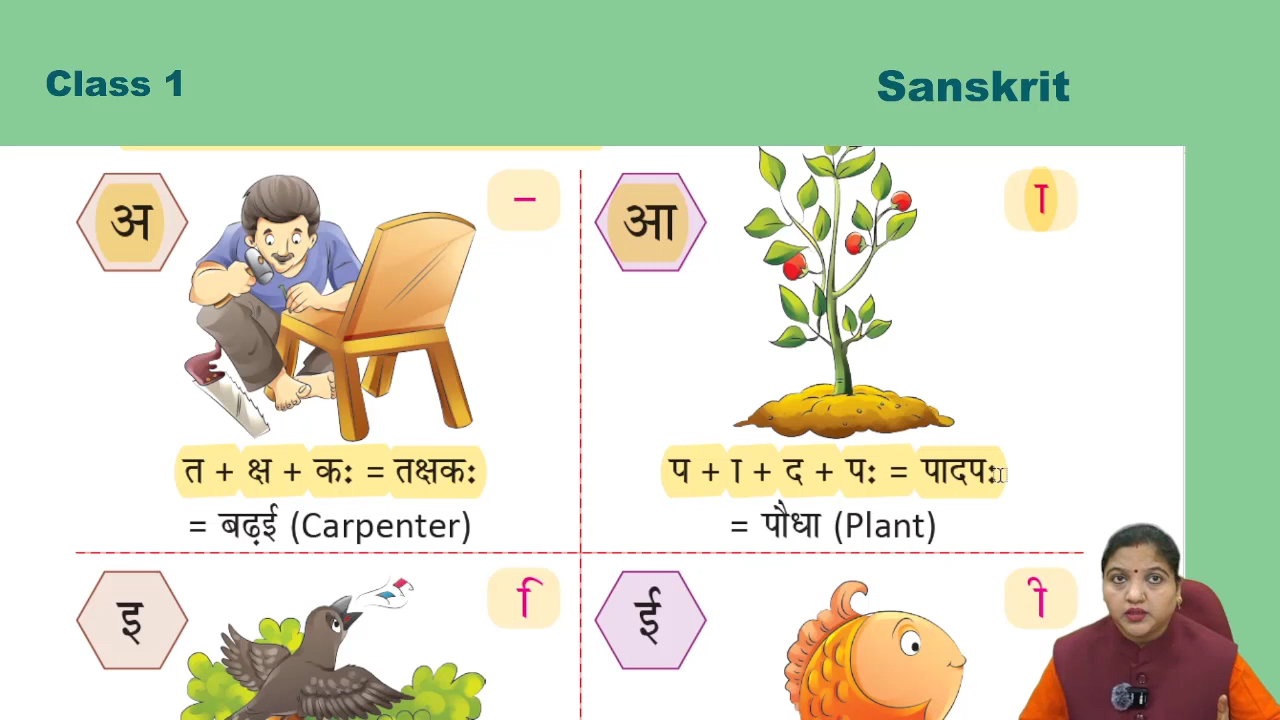 Class 1
Sanskrit
अ
–
आ
ा
त + क्ष + कः = तक्षकः
= बढ़ई (Carpenter)
प + ा + द + पः = पादपः
= पौधा (Plant)
इ
ि
ई
ी